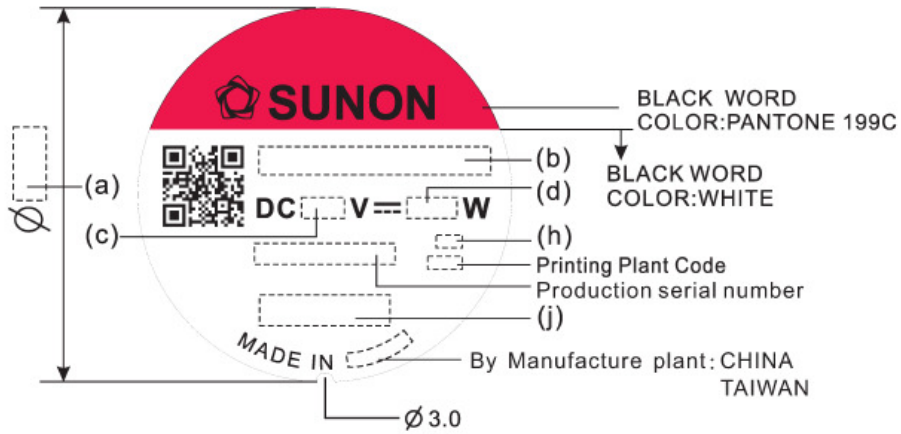 SUNON
BLACK WORD
COLOR:PANTONE 199C
(b)
BLACK WORD
COLOR:WHITE
(a)
(d)
DC V W
(c)
(h)
Printing Plant Code
Production serial number
(j)
Ø
MADE IN
By Manufacture plant: CHINA
TAIWAN
Ø 3.0